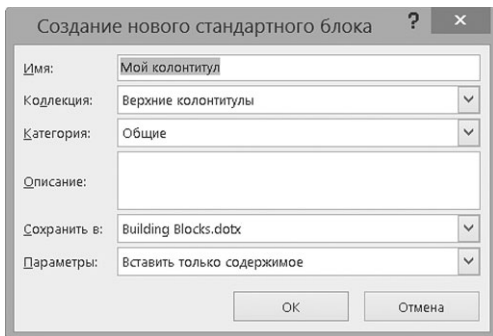 Создание нового стандартного блока ? ×
Имя: Мой колонтитул
Коллекция: Верхние колонтитулы
Категория: Общие
Описание:
Сохранить в: Building Blocks.dotx
Параметры: Вставить только содержимое
ОК Отмена